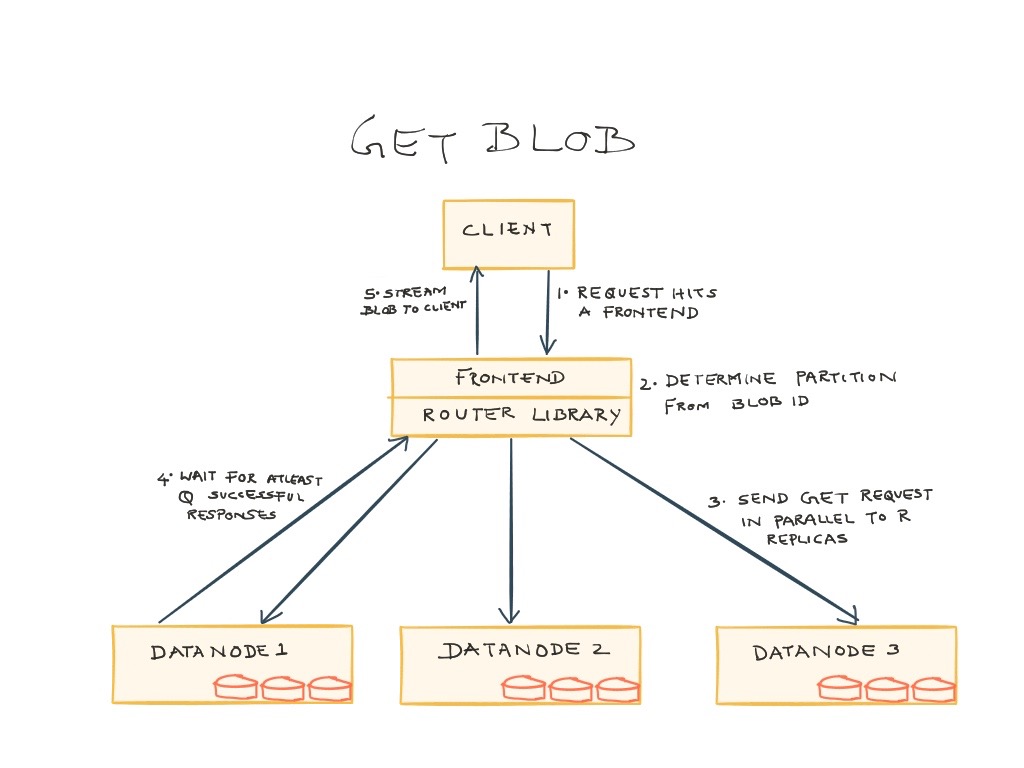 GET BLOB
CLIENT
5. STREAM
BLOB TO CLIENT
1. REQUEST HITS
A FRONTEND
FRONTEND
ROUTER LIBRARY
2. DETERMINE PARTITION
FROM BLOB ID
4. WAIT FOR ATLEAST
Q SUCCESSFUL
RESPONSES
3. SEND GET REQUEST
IN PARALLEL TO R
REPLICAS
DATANODE 1
DATANODE 2
DATANODE 3